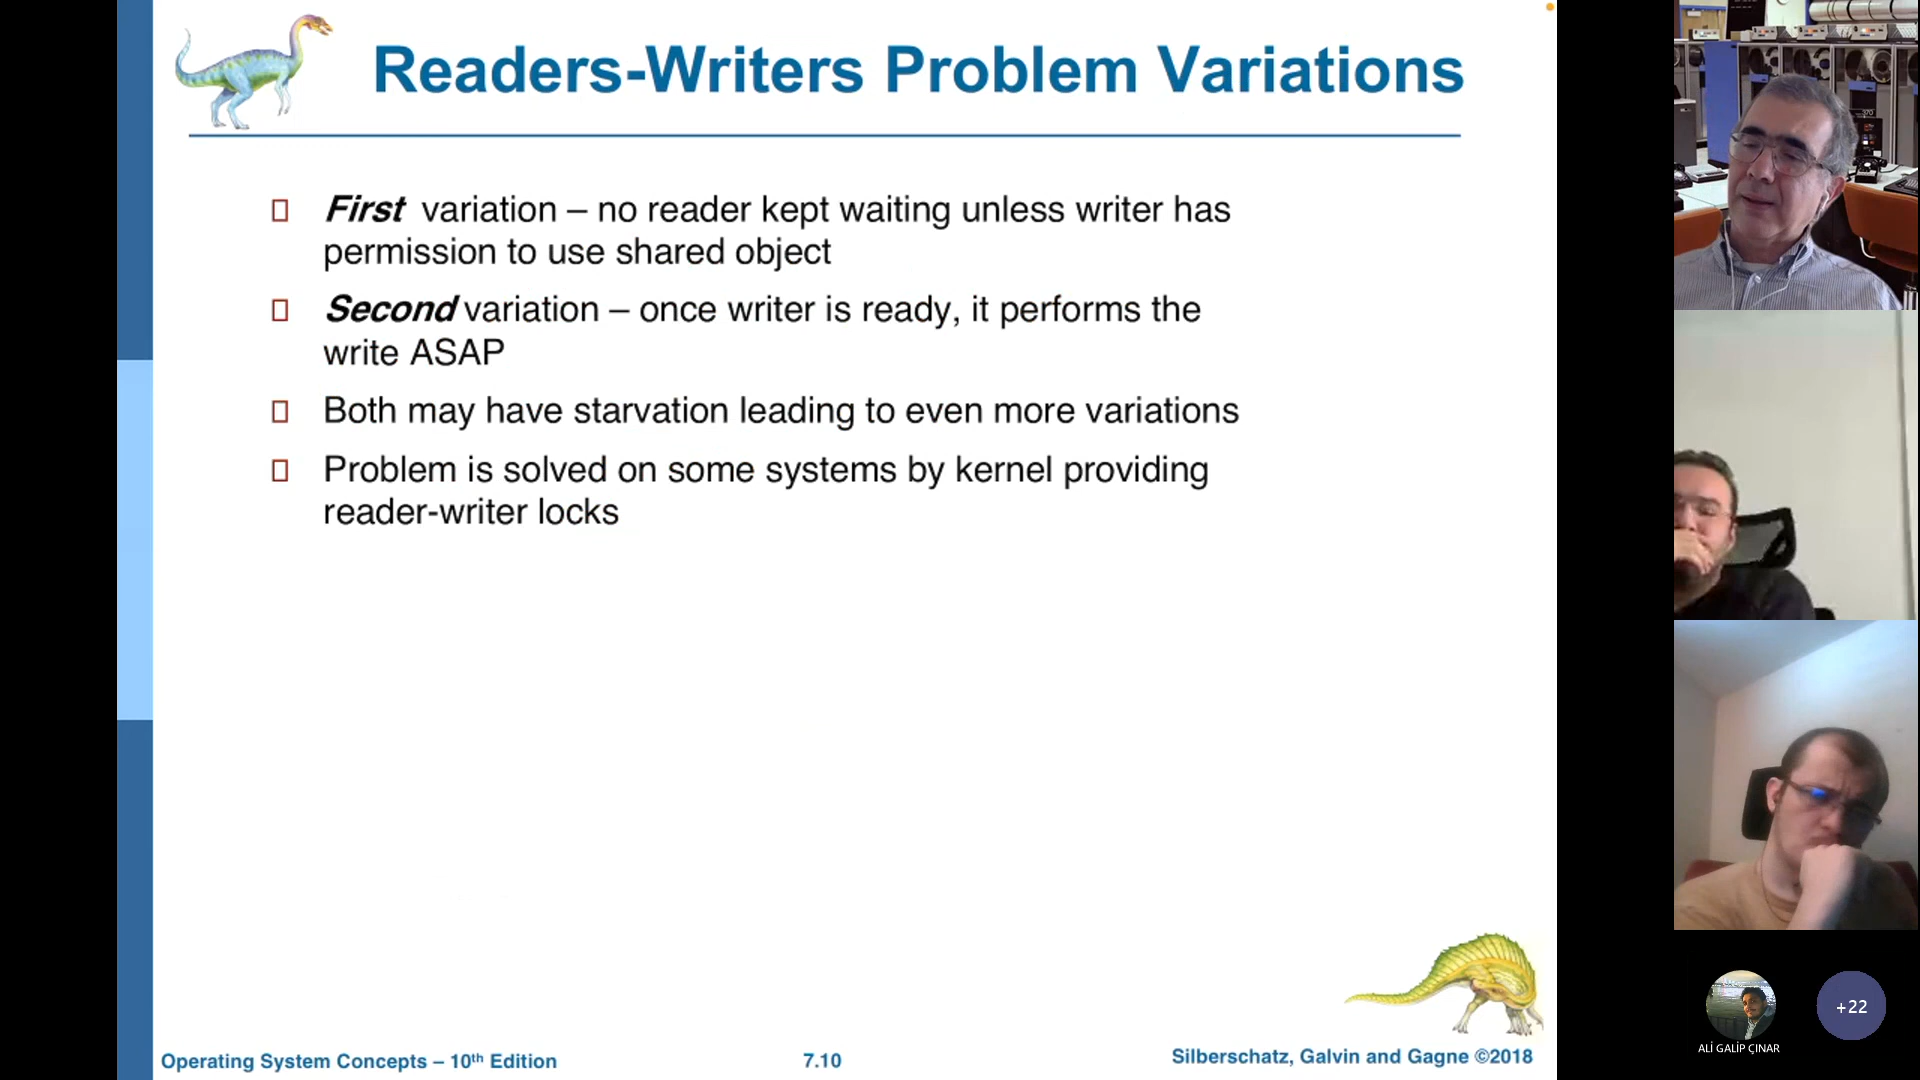 Readers-Writers Problem Variations
First variation – no reader kept waiting unless writer has
permission to use shared object
Second variation – once writer is ready, it performs the
write ASAP
Both may have starvation leading to even more variations
Problem is solved on some systems by kernel providing
reader-writer locks
Operating System Concepts – 10th Edition
7.10
Silberschatz, Galvin and Gagne ©2018
370
+22
ALİ GALİP ÇINAR